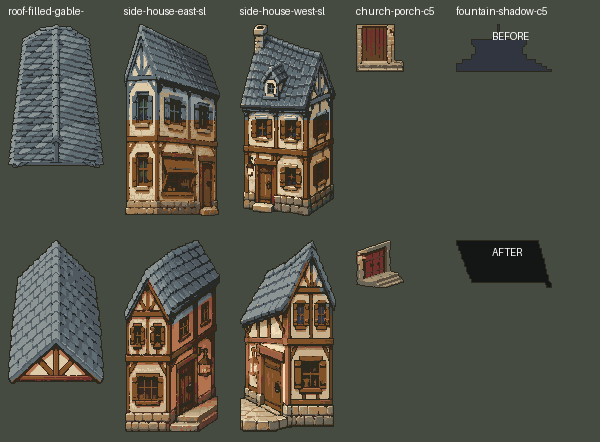 roof-filled-gable-
side-house-east-sl
side-house-west-sl
church-porch-c5
fountain-shadow-c5
BEFORE
AFTER